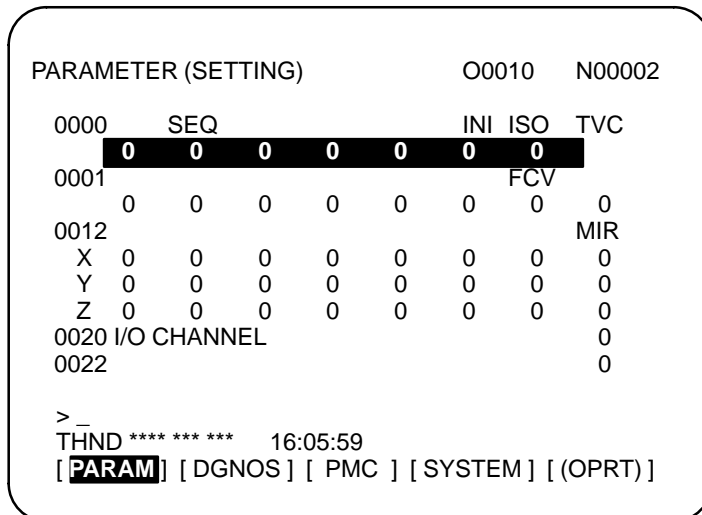 PARAMETER (SETTING) O0010 N00002
0000 SEQ INI ISO TVC
0 0 0 0 0 0 0
0001 FCV
0 0 0 0 0 0 0 0
0012 MIR
X 0 0 0 0 0 0 0 0
Y 0 0 0 0 0 0 0 0
Z 0 0 0 0 0 0 0 0
0020 I/O CHANNEL 0
0022 0
> _
THND **** *** *** 16:05:59
[ PARAM ] [ DGNOS ] [ PMC ] [ SYSTEM ] [ (OPRT) ]